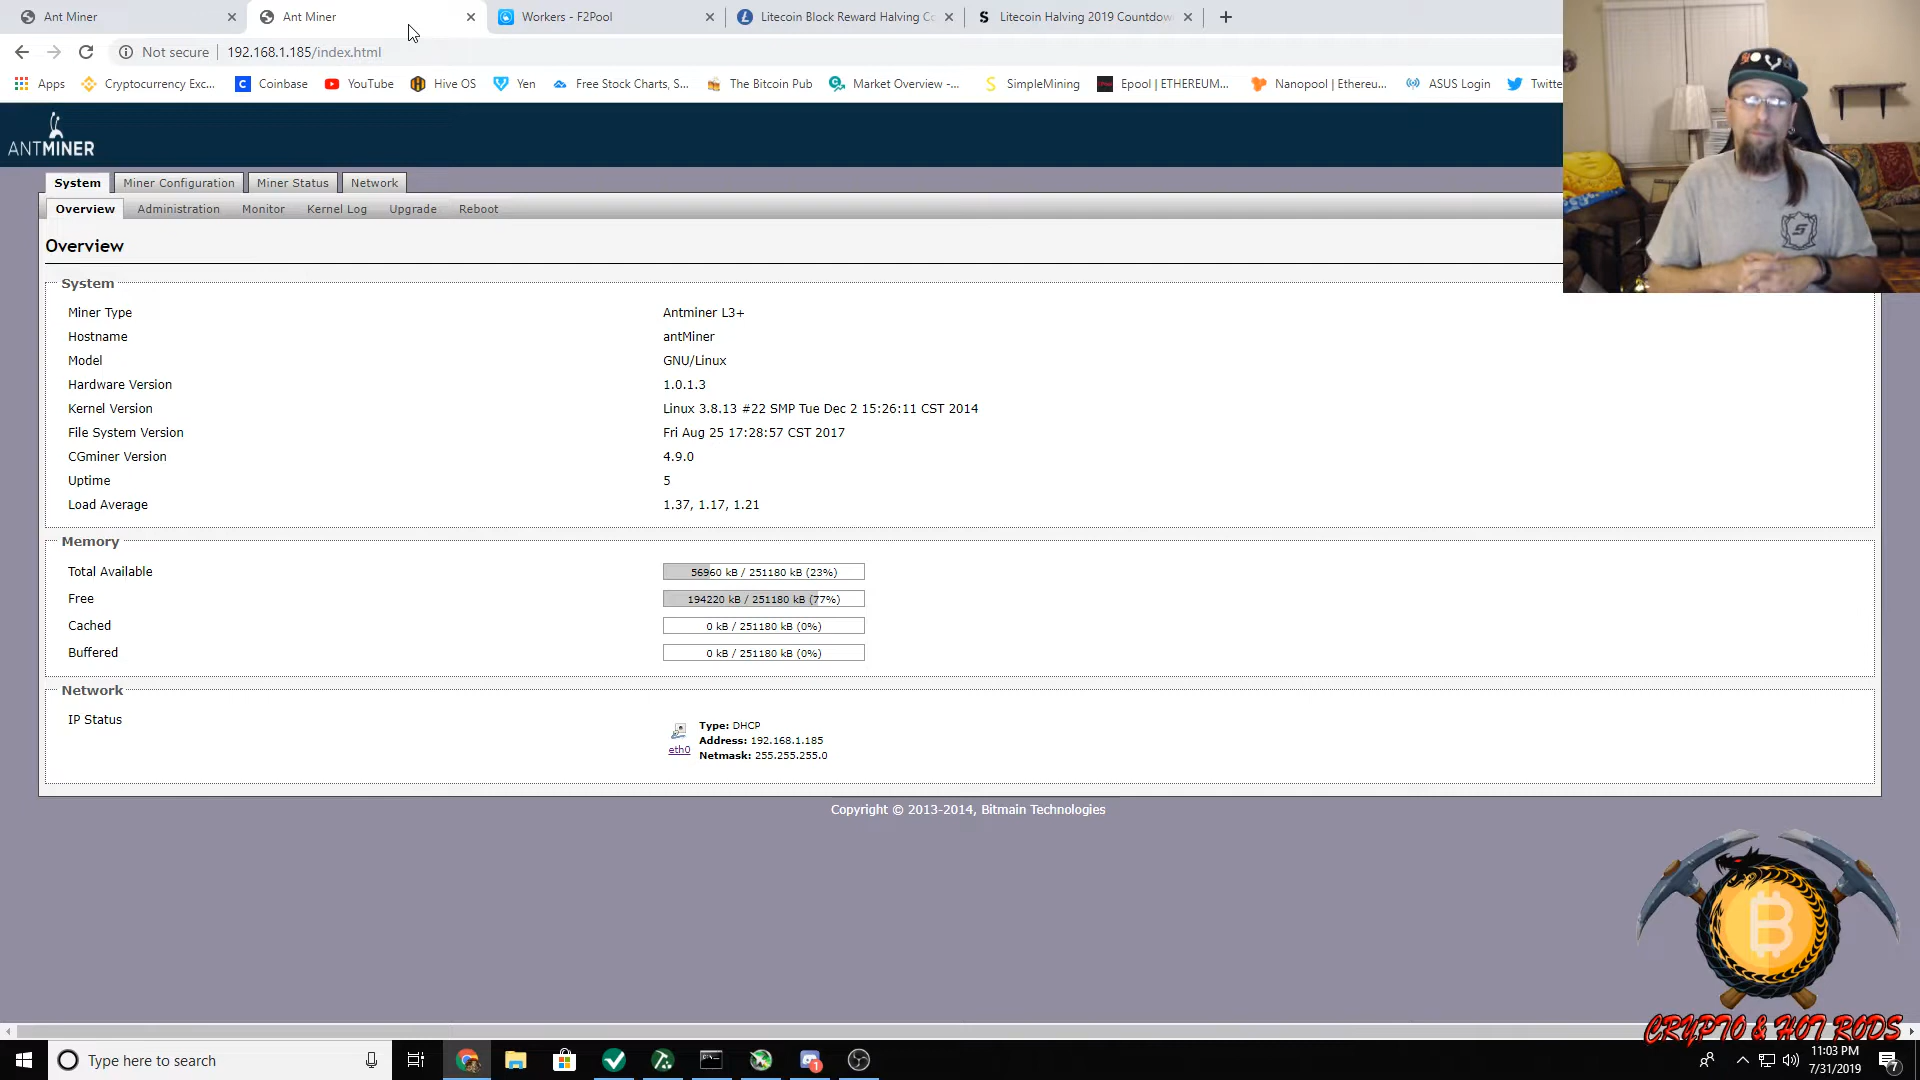 Ant Miner
Ant Miner
Workers - F2Pool
Litecoin Block Reward Halving Co
Litecoin Halving 2019 Countdow
Not secure
192.168.1.185/index.html
Apps
Cryptocurrency Exc...
Coinbase
YouTube
Hive OS
Yen
Free Stock Charts, S...
The Bitcoin Pub
Market Overview -...
SimpleMining
Epool | ETHEREUM...
Nanopool | Ethereu...
ASUS Login
Twitte
ANTMINER
System
Miner Configuration
Miner Status
Network
Overview
Administration
Monitor
Kernel Log
Upgrade
Reboot
Overview
System
Miner Type Antminer L3+
Hostname antMiner
Model GNU/Linux
Hardware Version 1.0.1.3
Kernel Version Linux 3.8.13 #22 SMP Tue Dec 2 15:26:11 CST 2014
File System Version Fri Aug 25 17:28:57 CST 2017
CGminer Version 4.9.0
Uptime 5
Load Average 1.37, 1.17, 1.21
Memory
Total Available 56960 kB / 251180 kB (23%)
Free 194220 kB / 251180 kB (77%)
Cached 0 kB / 251180 kB (0%)
Buffered 0 kB / 251180 kB (0%)
Network
IP Status
Type: DHCP
Address: 192.168.1.185
eth0
Netmask: 255.255.255.0
Copyright © 2013-2014, Bitmain Technologies
CRYPTO & HOT RODS
Type here to search
11:03 PM
7/31/2019
7